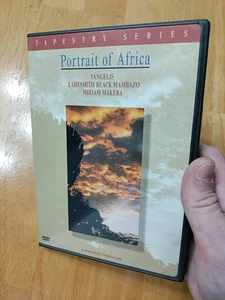 TAPESTRY SERIES
Portrait of Africa
VANGELIS
LADYSMITH BLACK MAMBAZO
MIRIAM MAKEBA